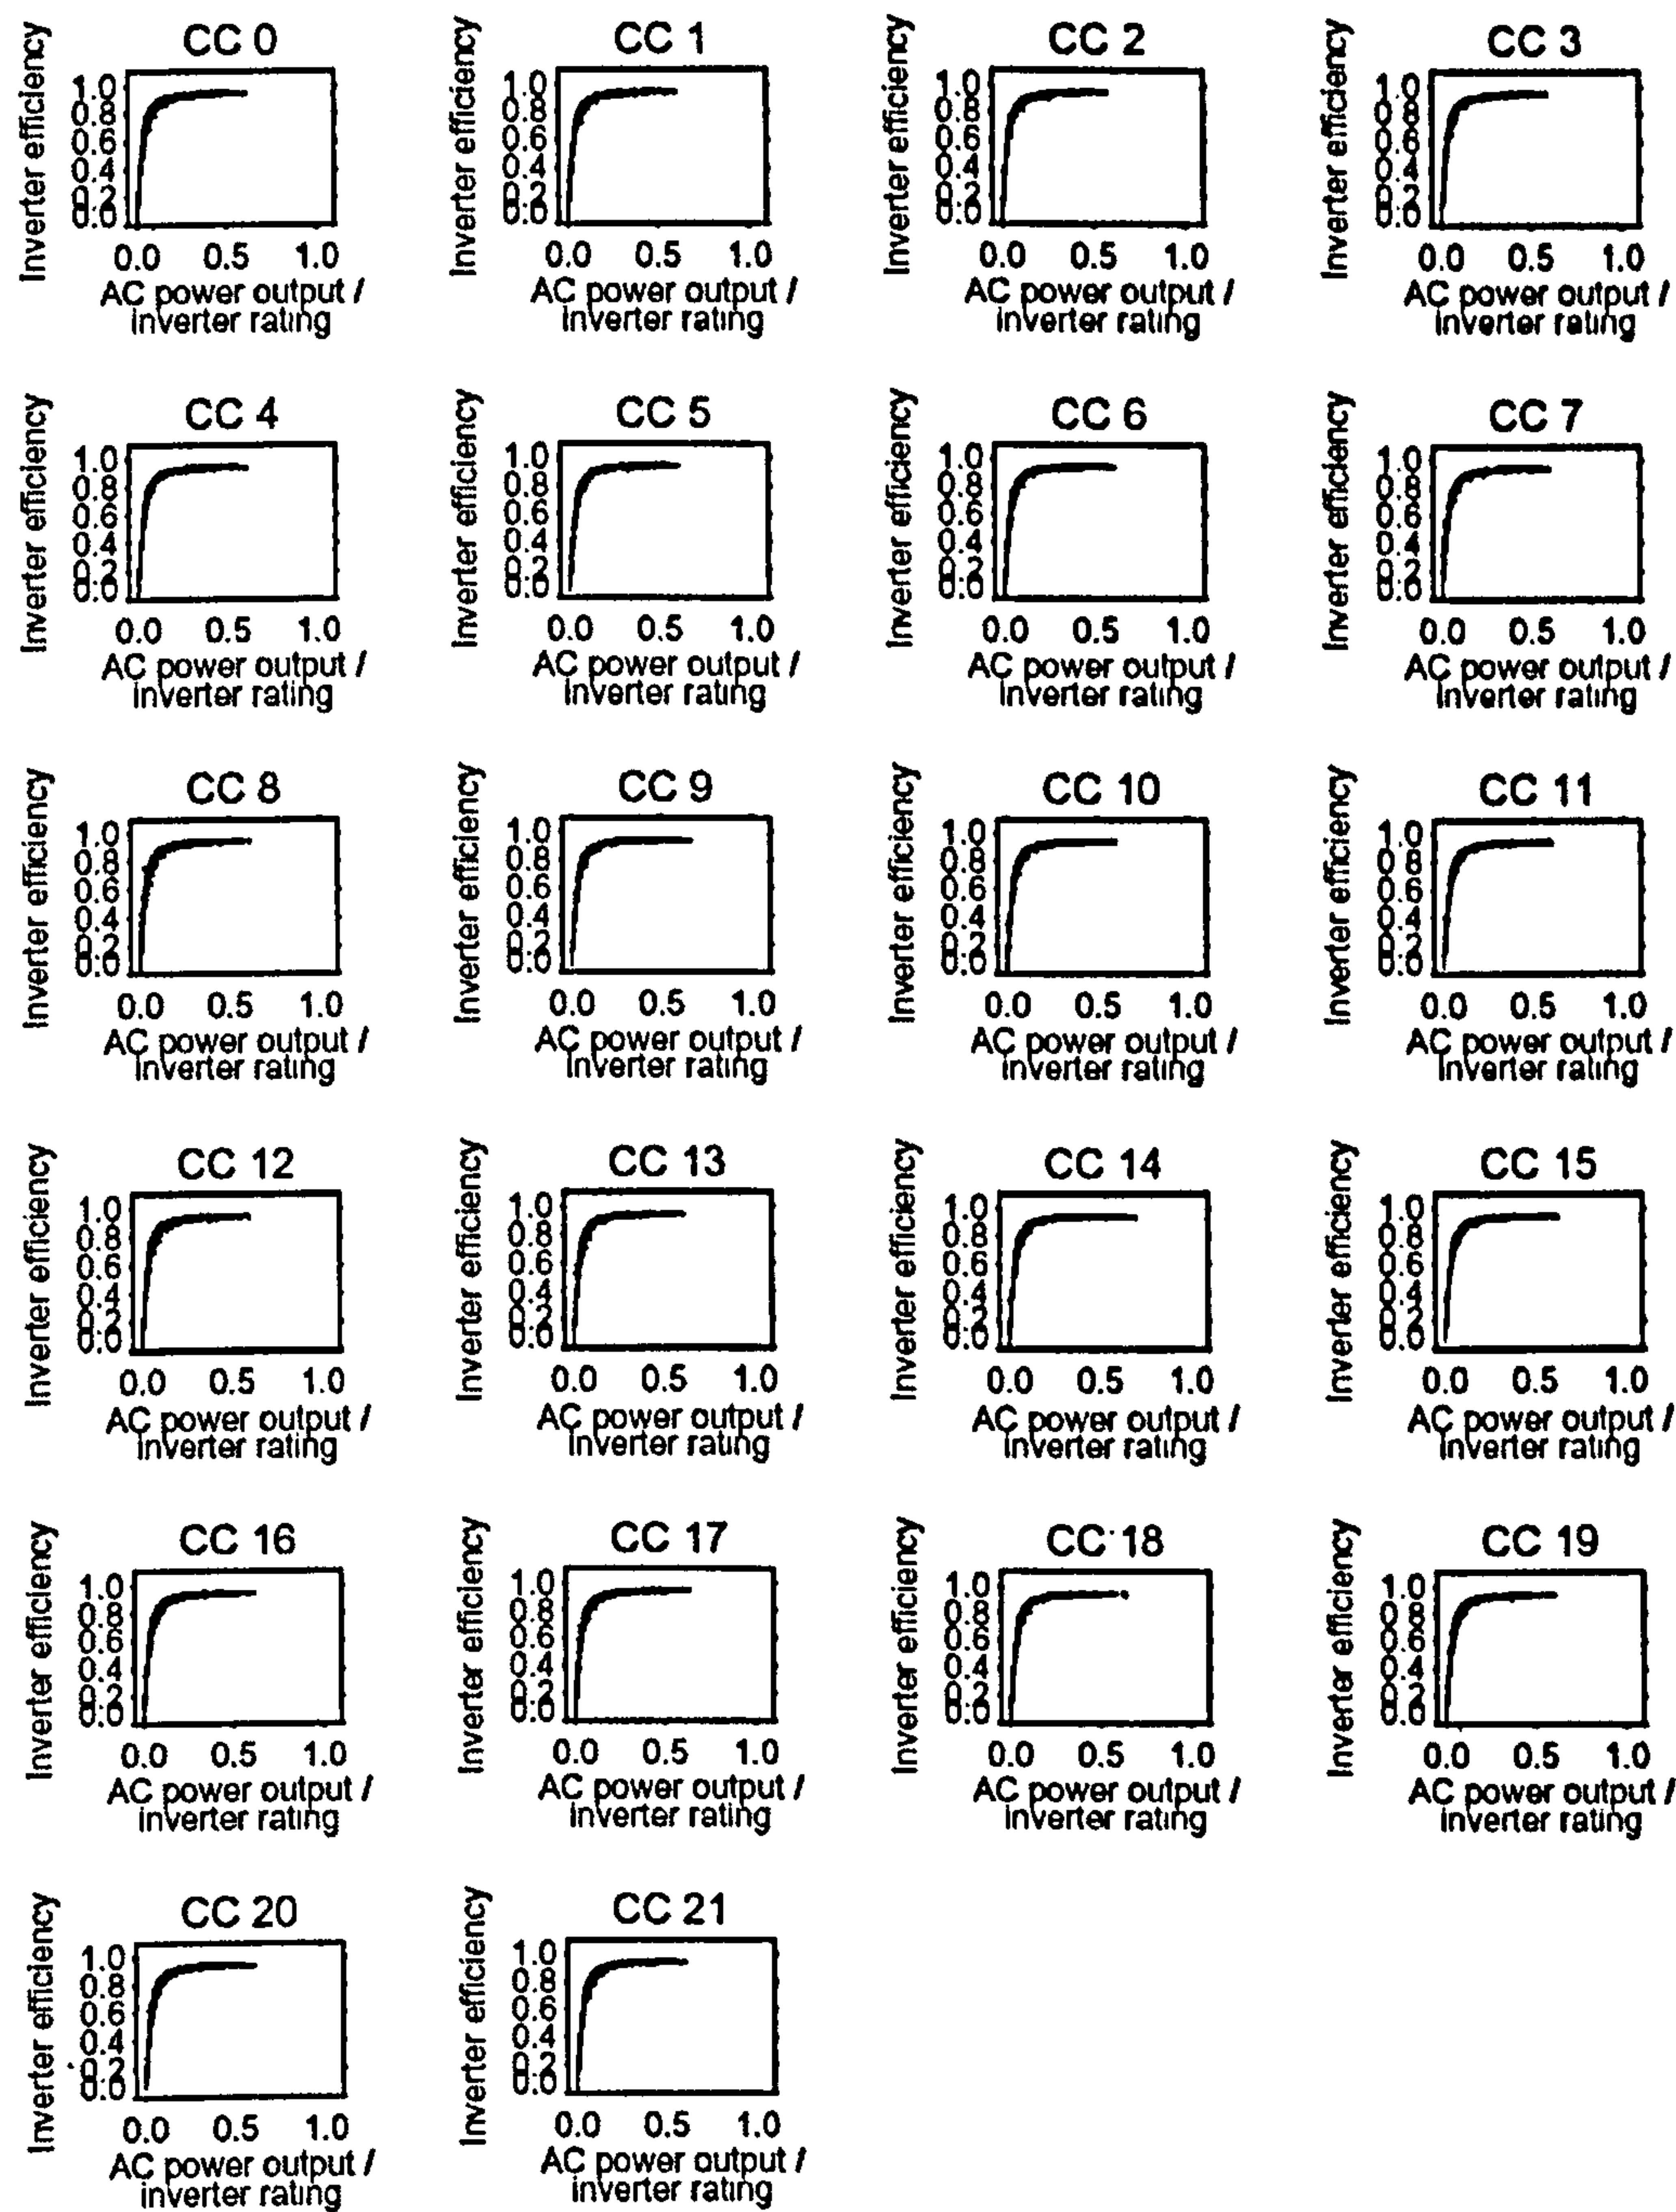 CC 0
Inverter efficiency
1.0
0.8
0.6
0.4
0.2
0.0
0.0 0.5 1.0
AC power output /
inverter rating
CC 1
Inverter efficiency
1.0
0.8
0.6
0.4
0.2
0.0
0.0 0.5 1.0
AC power output /
inverter rating
CC 2
Inverter efficiency
1.0
0.8
0.6
0.4
0.2
0.0
0.0 0.5 1.0
AC power output /
inverter rating
CC 3
Inverter efficiency
1.0
0.8
0.6
0.4
0.2
0.0
0.0 0.5 1.0
AC power output /
inverter rating
CC 4
Inverter efficiency
1.0
0.8
0.6
0.4
0.2
0.0
0.0 0.5 1.0
AC power output /
inverter rating
CC 5
Inverter efficiency
1.0
0.8
0.6
0.4
0.2
0.0
0.0 0.5 1.0
AC power output /
inverter rating
CC 6
Inverter efficiency
1.0
0.8
0.6
0.4
0.2
0.0
0.0 0.5 1.0
AC power output /
inverter rating
CC 7
Inverter efficiency
1.0
0.8
0.6
0.4
0.2
0.0
0.0 0.5 1.0
AC power output /
inverter rating
CC 8
Inverter efficiency
1.0
0.8
0.6
0.4
0.2
0.0
0.0 0.5 1.0
AC power output /
inverter rating
CC 9
Inverter efficiency
1.0
0.8
0.6
0.4
0.2
0.0
0.0 0.5 1.0
AC power output /
inverter rating
CC 10
Inverter efficiency
1.0
0.8
0.6
0.4
0.2
0.0
0.0 0.5 1.0
AC power output /
inverter rating
CC 11
Inverter efficiency
1.0
0.8
0.6
0.4
0.2
0.0
0.0 0.5 1.0
AC power output /
inverter rating
CC 12
Inverter efficiency
1.0
0.8
0.6
0.4
0.2
0.0
0.0 0.5 1.0
AC power output /
inverter rating
CC 13
Inverter efficiency
1.0
0.8
0.6
0.4
0.2
0.0
0.0 0.5 1.0
AC power output /
inverter rating
CC 14
Inverter efficiency
1.0
0.8
0.6
0.4
0.2
0.0
0.0 0.5 1.0
AC power output /
inverter rating
CC 15
Inverter efficiency
1.0
0.8
0.6
0.4
0.2
0.0
0.0 0.5 1.0
AC power output /
inverter rating
CC 16
Inverter efficiency
1.0
0.8
0.6
0.4
0.2
0.0
0.0 0.5 1.0
AC power output /
inverter rating
CC 17
Inverter efficiency
1.0
0.8
0.6
0.4
0.2
0.0
0.0 0.5 1.0
AC power output /
inverter rating
CC 18
Inverter efficiency
1.0
0.8
0.6
0.4
0.2
0.0
0.0 0.5 1.0
AC power output /
inverter rating
CC 19
Inverter efficiency
1.0
0.8
0.6
0.4
0.2
0.0
0.0 0.5 1.0
AC power output /
inverter rating
CC 20
Inverter efficiency
1.0
0.8
0.6
0.4
0.2
0.0
0.0 0.5 1.0
AC power output /
inverter rating
CC 21
Inverter efficiency
1.0
0.8
0.6
0.4
0.2
0.0
0.0 0.5 1.0
AC power output /
inverter rating